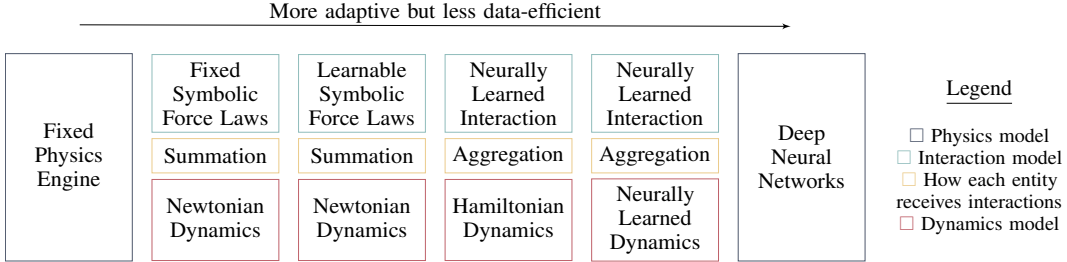 More adaptive but less data-efficient
Fixed
Physics
Engine
Fixed
Symbolic
Force Laws
Summation
Newtonian
Dynamics
Learnable
Symbolic
Force Laws
Summation
Newtonian
Dynamics
Neurally
Learned
Interaction
Aggregation
Hamiltonian
Dynamics
Neurally
Learned
Interaction
Aggregation
Neurally
Learned
Dynamics
Deep
Neural
Networks
Legend
Physics model
Interaction model
How each entity
receives interactions
Dynamics model